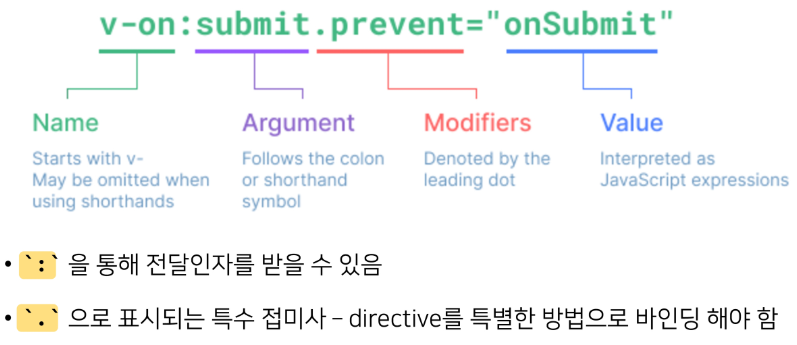 v-on:submit.prevent="onSubmit"
Name Argument Modifiers Value
Starts with v-
May be omitted when
using shorthands
Follows the colon
or shorthand
symbol
Denoted by the
leading dot
Interpreted as
JavaScript expressions
• `:` 을 통해 전달인자를 받을 수 있음
• `.` 으로 표시되는 특수 접미사 – directive를 특별한 방법으로 바인딩 해야 함